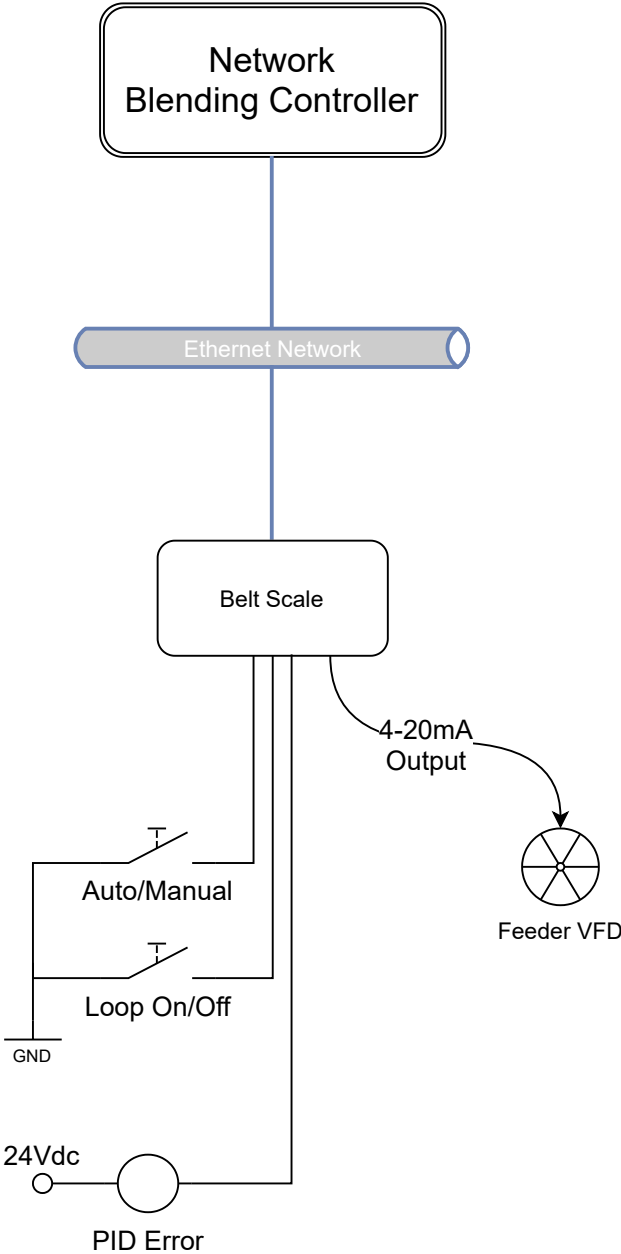 Network
Blending Controller
Ethernet Network
Belt Scale
4-20mA
Output
Auto/Manual
Feeder VFD
Loop On/Off
GND
24Vdc
PID Error